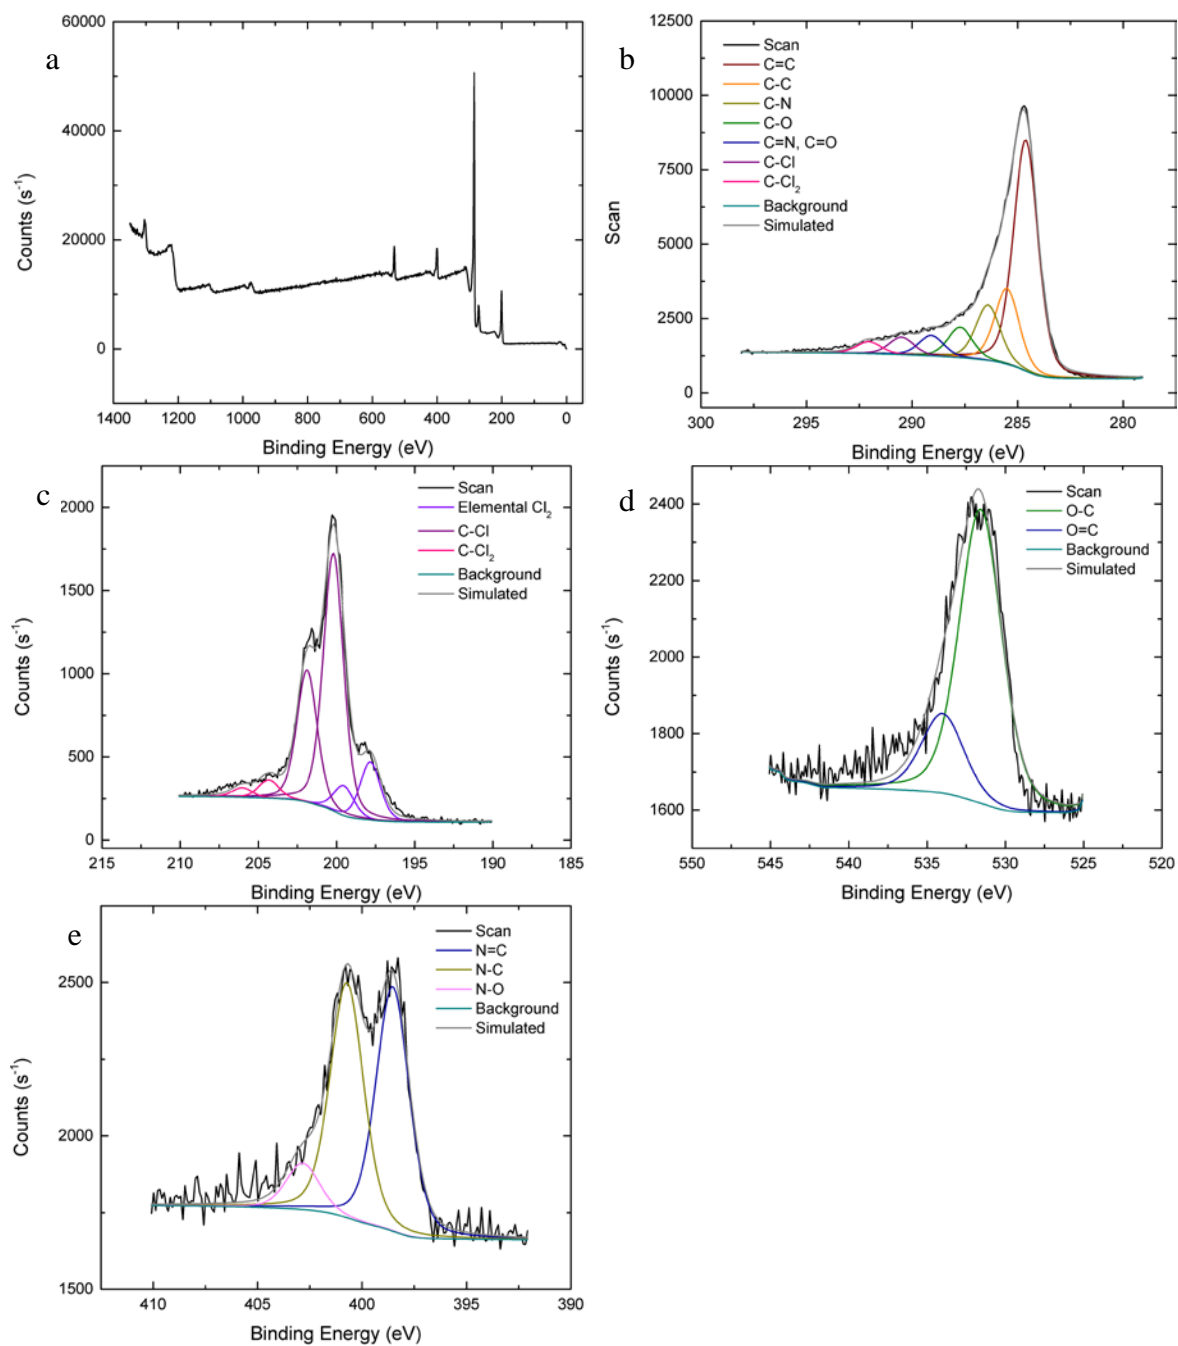 a
60000
40000
20000
0
Counts (s⁻¹)
1400 1200 1000 800 600 400 200 0
Binding Energy (eV)
b
12500
10000
7500
5000
2500
0
Scan
Scan
C=C
C-C
C-N
C-O
C=N, C=O
C-Cl
C-Cl₂
Background
Simulated
300 295 290 285 280
Binding Energy (eV)
c
2000
1500
1000
500
0
Counts (s⁻¹)
Scan
Elemental Cl₂
C-Cl
C-Cl₂
Background
Simulated
215 210 205 200 195 190 185
Binding Energy (eV)
d
2400
2200
2000
1800
1600
Counts (s⁻¹)
Scan
O-C
O=C
Background
Simulated
550 545 540 535 530 525 520
Binding Energy (eV)
e
2500
2000
1500
Counts (s⁻¹)
Scan
N=C
N-C
N-O
Background
Simulated
410 405 400 395 390
Binding Energy (eV)